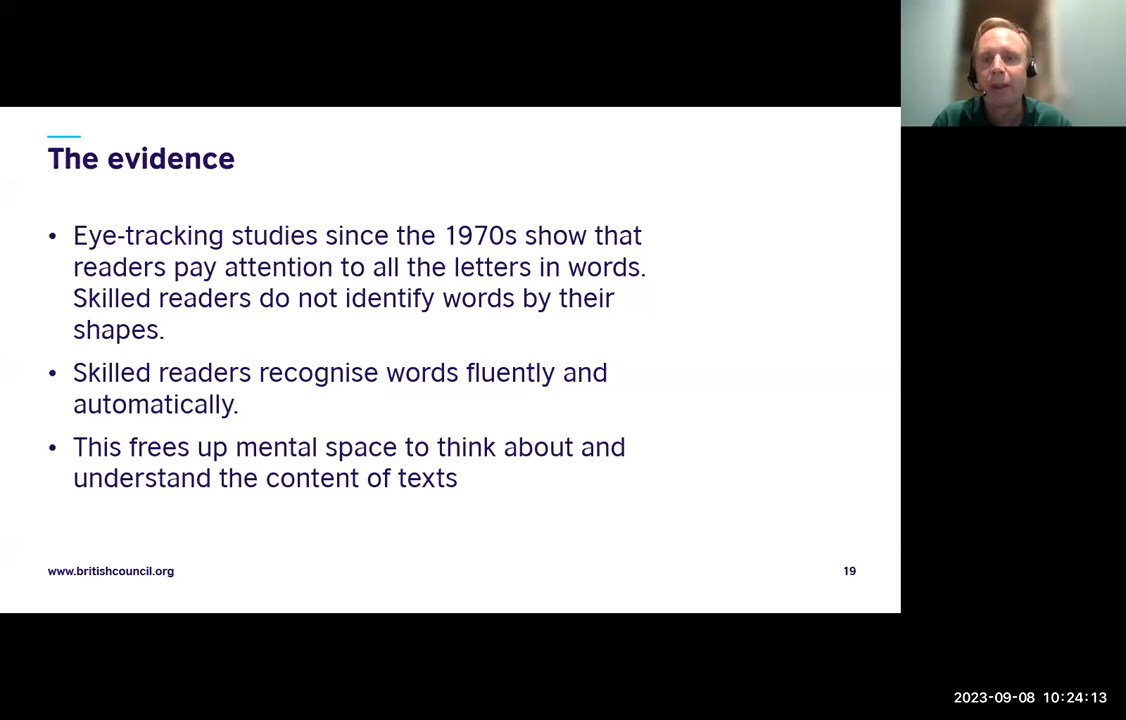 The evidence
• Eye-tracking studies since the 1970s show that
readers pay attention to all the letters in words.
Skilled readers do not identify words by their
shapes.
• Skilled readers recognise words fluently and
automatically.
• This frees up mental space to think about and
understand the content of texts
www.britishcouncil.org
19
2023-09-08 10:24:13